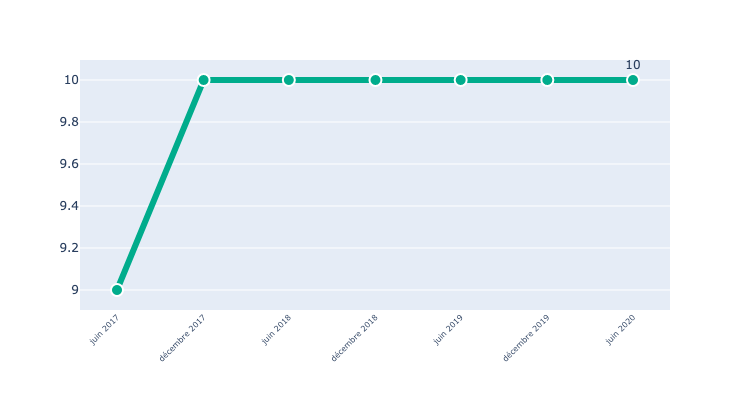 10
10
9.8
9.6
9.4
9.2
9
juin 2017
décembre 2017
juin 2018
décembre 2018
juin 2019
décembre 2019
juin 2020